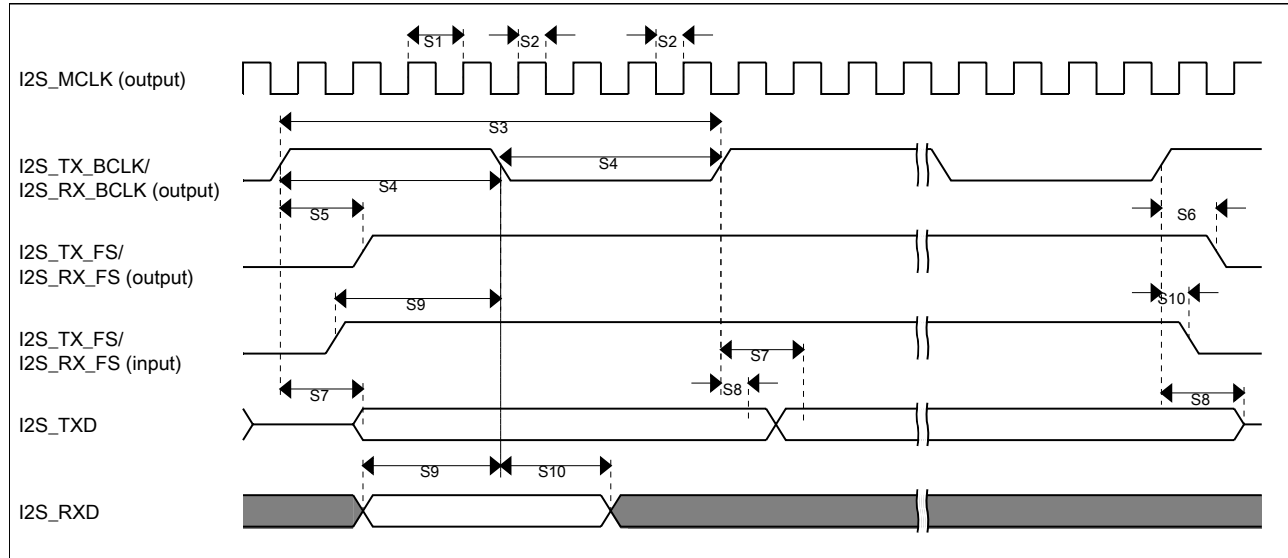 S1
S2
S2
I2S_MCLK (output)
S3
I2S_TX_BCLK/
I2S_RX_BCLK (output)
S4
S4
S5
S6
I2S_TX_FS/
I2S_RX_FS (output)
S9
S10
I2S_TX_FS/
I2S_RX_FS (input)
S7
S7
S8
S8
I2S_TXD
S9
S10
I2S_RXD